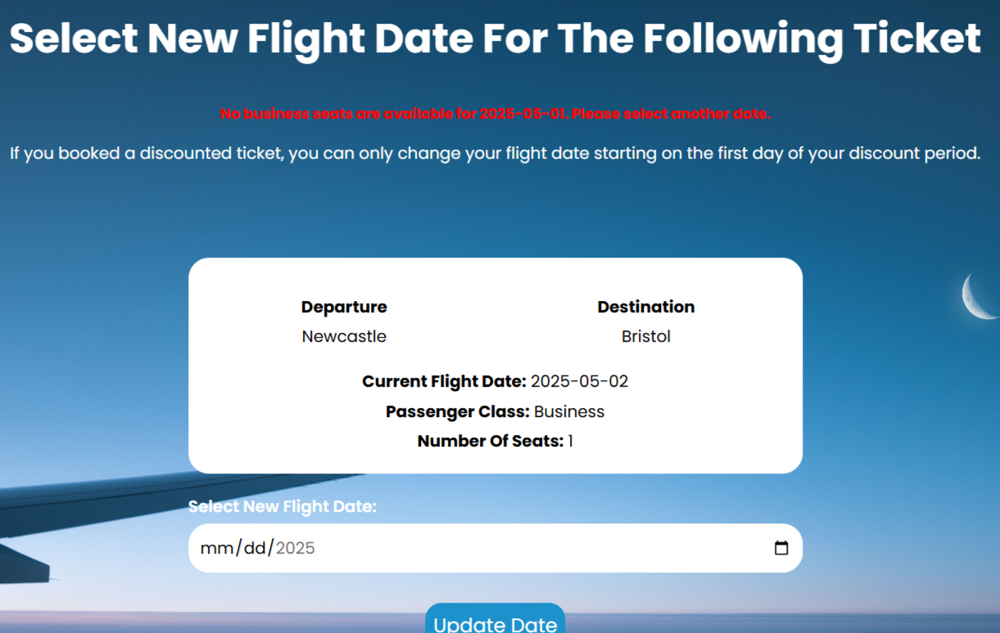 Select New Flight Date For The Following Ticket
No business seats are available for 2025-05-01. Please select another date.
If you booked a discounted ticket, you can only change your flight date starting on the first day of your discount period.
Departure
Destination
Newcastle
Bristol
Current Flight Date: 2025-05-02
Passenger Class: Business
Number Of Seats: 1
Select New Flight Date:
mm/dd/2025
Update Date